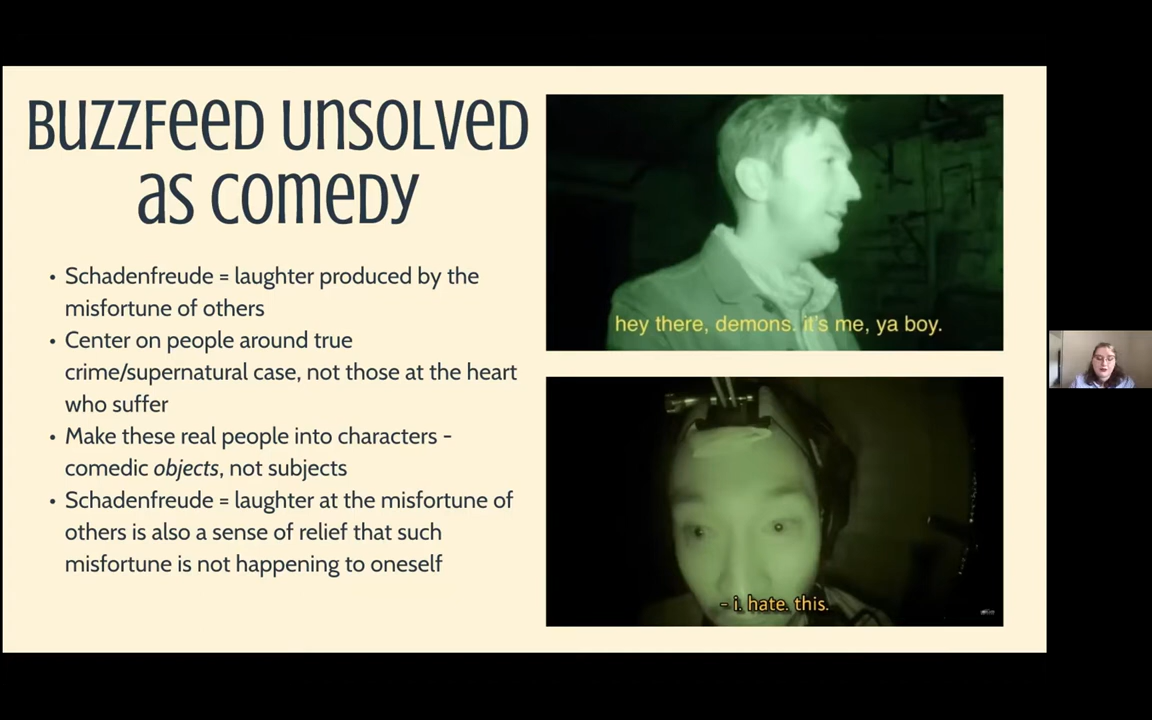 BUZZFEED UNSOLVED
AS COMEDY
• Schadenfreude = laughter produced by the
misfortune of others
• Center on people around true
crime/supernatural case, not those at the heart
who suffer
• Make these real people into characters -
comedic objects, not subjects
• Schadenfreude = laughter at the misfortune of
others is also a sense of relief that such
misfortune is not happening to oneself
hey there, demons. it's me, ya boy.
- i. hate. this.